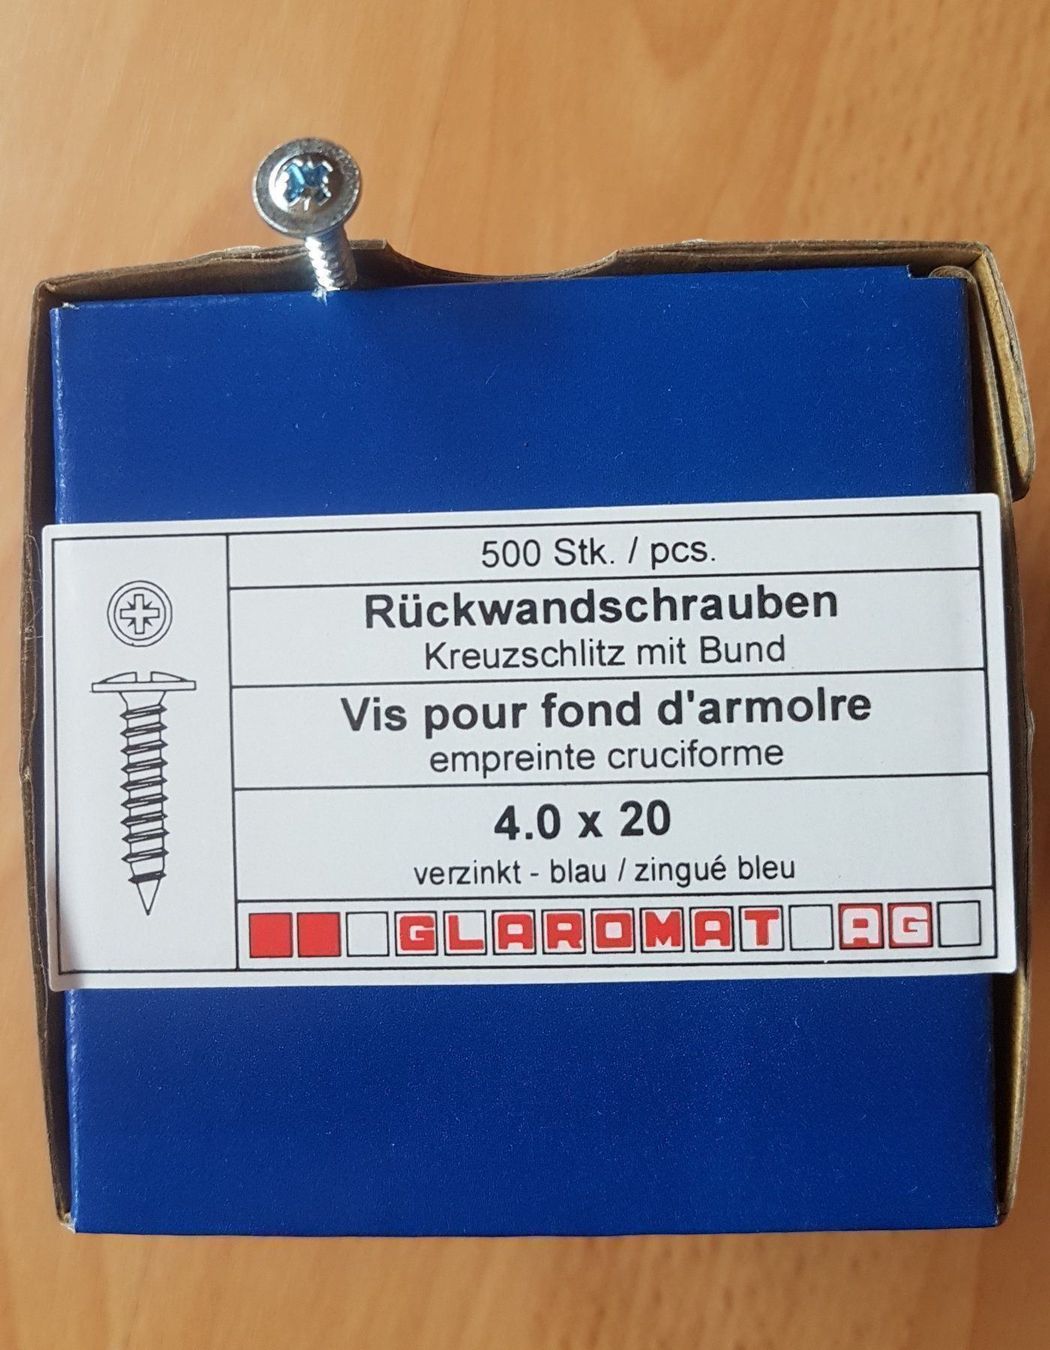 500 Stk. / pcs.
Rückwandschrauben
Kreuzschlitz mit Bund
Vis pour fond d'armolre
empreinte cruciforme
4.0 x 20
verzinkt - blau / zingué bleu
GLAROMAT AG